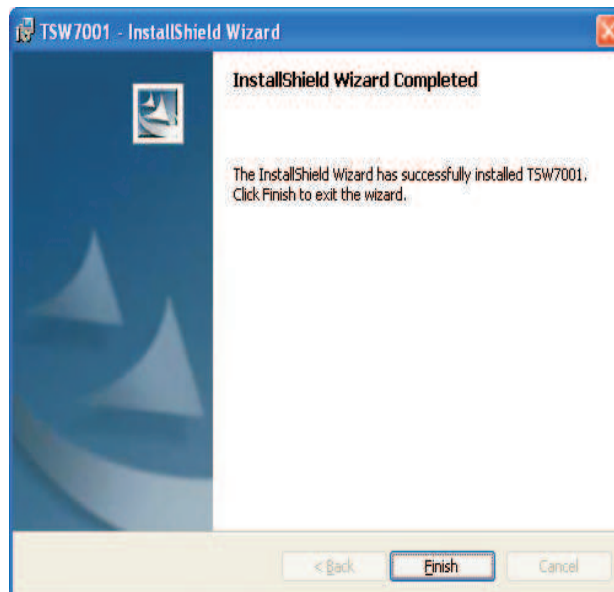 TSW7001 - InstallShield Wizard
InstallShield Wizard Completed
The InstallShield Wizard has successfully installed TSW7001.
Click Finish to exit the wizard.
< Back
Finish
Cancel